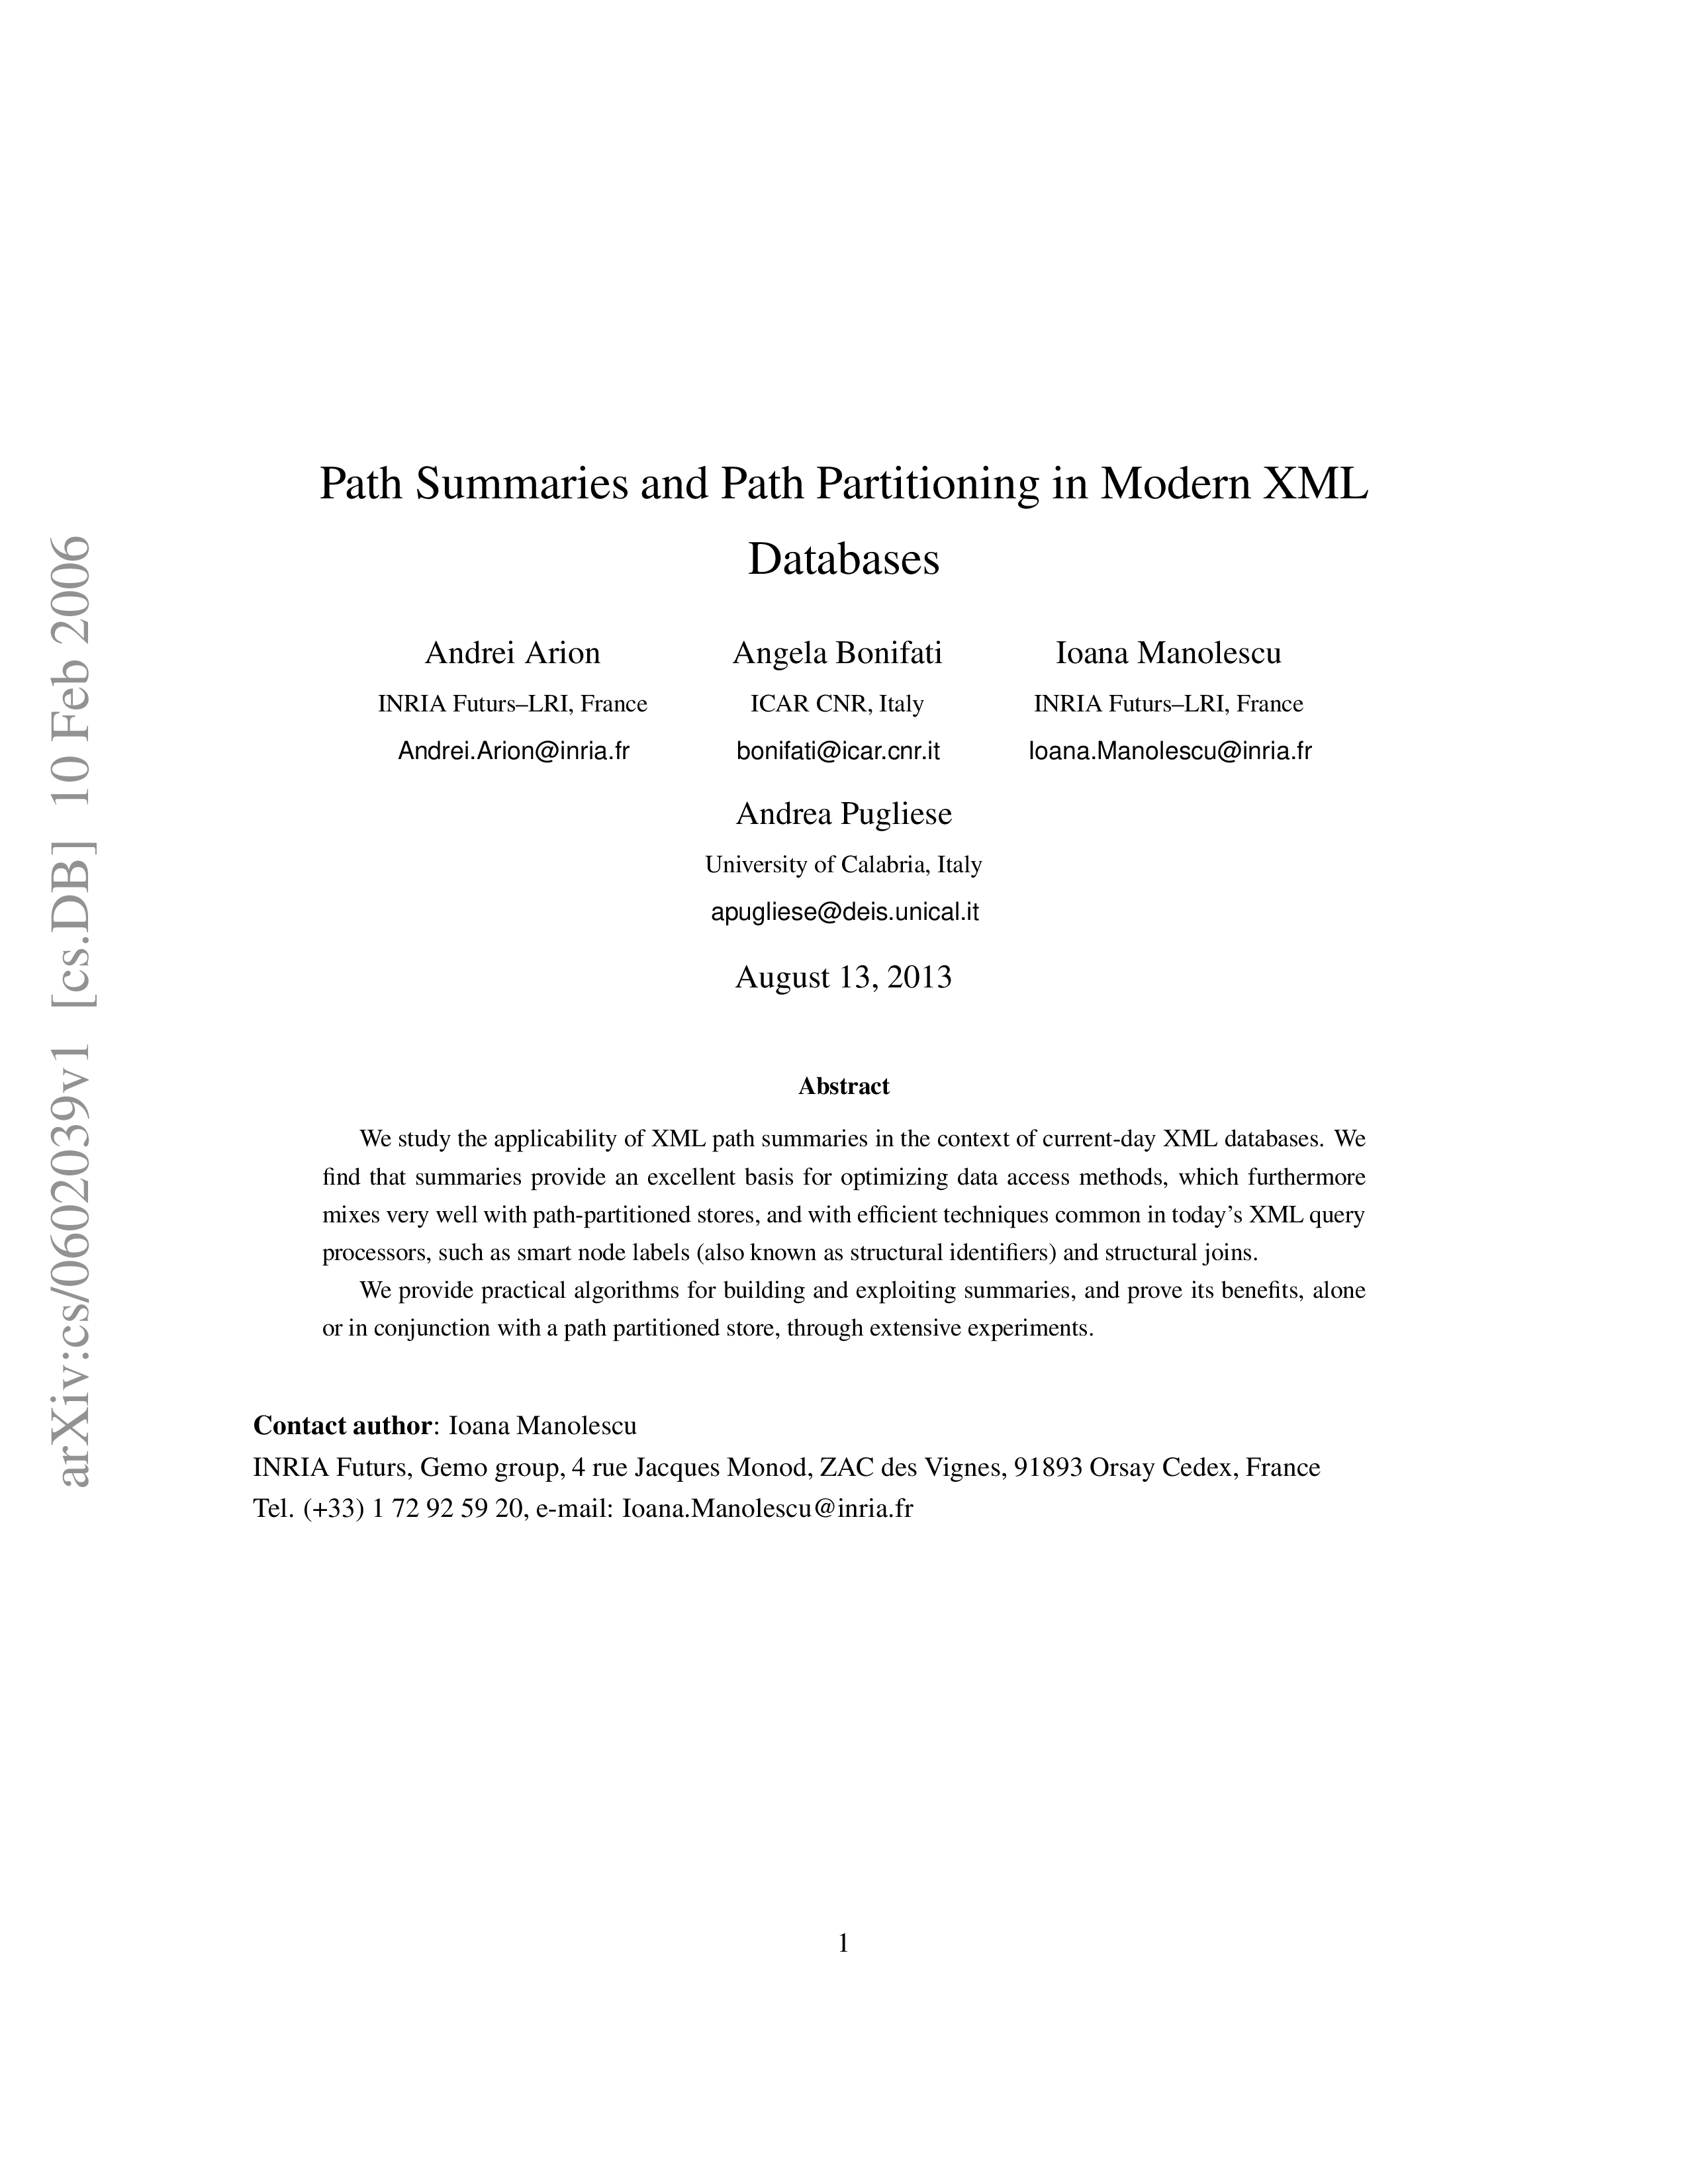 Path Summaries and Path Partitioning in Modern XML
Databases
Andrei Arion
INRIA Futurs–LRI, France
Andrei.Arion@inria.fr
Angela Bonifati
ICAR CNR, Italy
bonifati@icar.cnr.it
Ioana Manolescu
INRIA Futurs–LRI, France
Ioana.Manolescu@inria.fr
Andrea Pugliese
University of Calabria, Italy
apugliese@deis.unical.it
August 13, 2013
Abstract
We study the applicability of XML path summaries in the context of current-day XML databases. We
find that summaries provide an excellent basis for optimizing data access methods, which furthermore
mixes very well with path-partitioned stores, and with efficient techniques common in today's XML query
processors, such as smart node labels (also known as structural identifiers) and structural joins.
We provide practical algorithms for building and exploiting summaries, and prove its benefits, alone
or in conjunction with a path partitioned store, through extensive experiments.
Contact author: Ioana Manolescu
INRIA Futurs, Gemo group, 4 rue Jacques Monod, ZAC des Vignes, 91893 Orsay Cedex, France
Tel. (+33) 1 72 92 59 20, e-mail: Ioana.Manolescu@inria.fr
1
arXiv:cs/0602039v1 [cs.DB] 10 Feb 2006